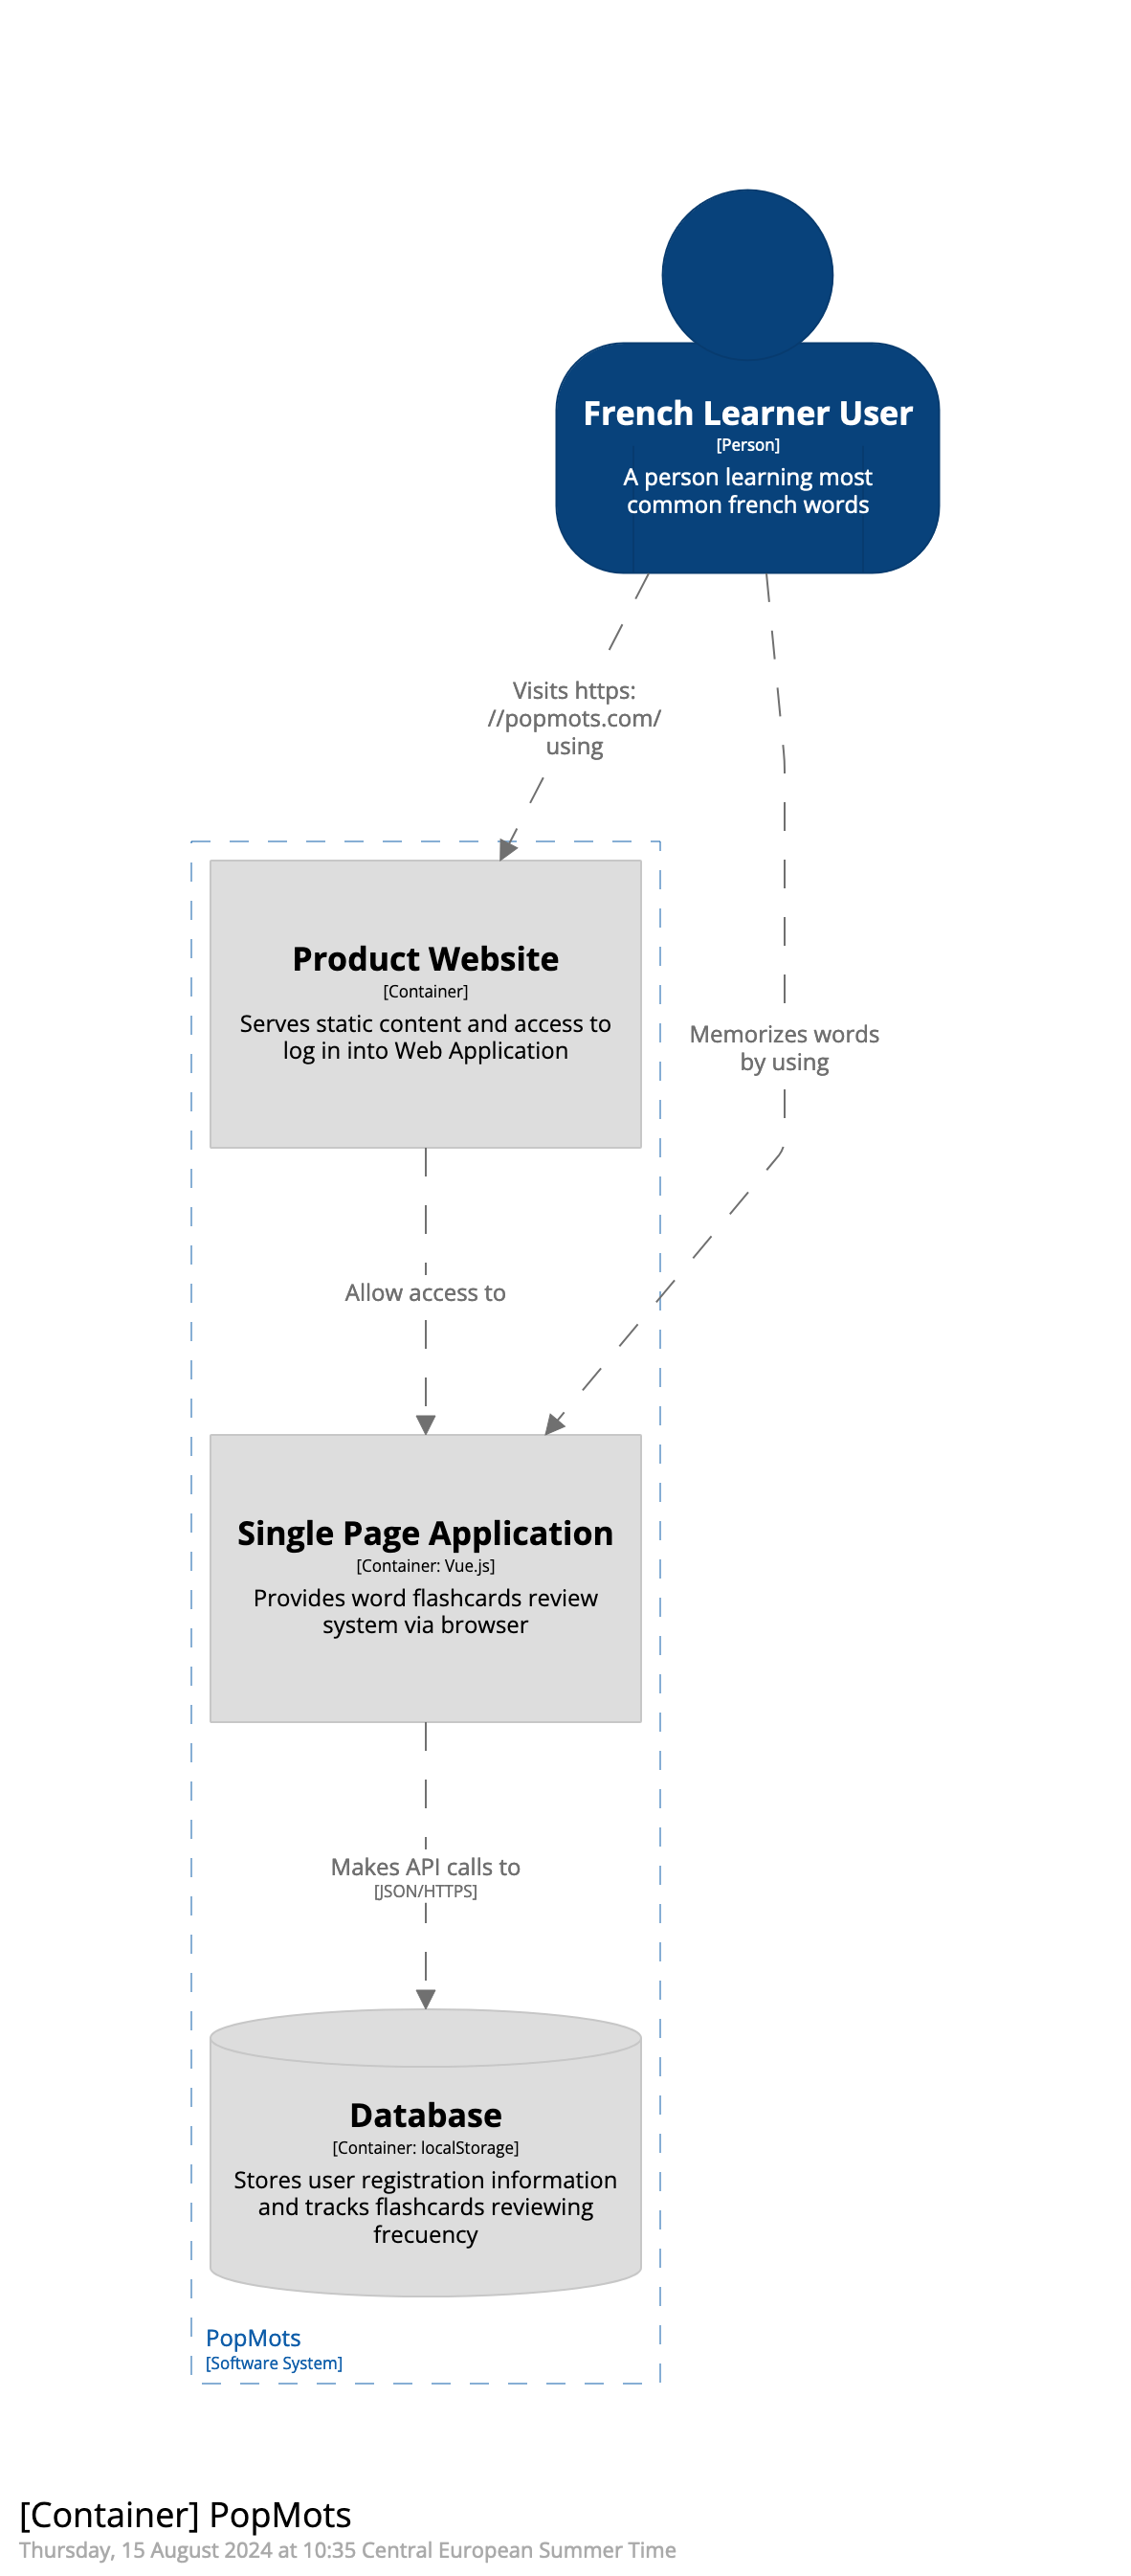 French Learner User
[Person]
A person learning most
common french words
Visits https:
//popmots.com/
using
Product Website
[Container]
Serves static content and access to
log in into Web Application
Memorizes words
by using
Allow access to
Single Page Application
[Container: Vue.js]
Provides word flashcards review
system via browser
Makes API calls to
[JSON/HTTPS]
Database
[Container: localStorage]
Stores user registration information
and tracks flashcards reviewing
frecuency
PopMots
[Software System]
[Container] PopMots
Thursday, 15 August 2024 at 10:35 Central European Summer Time